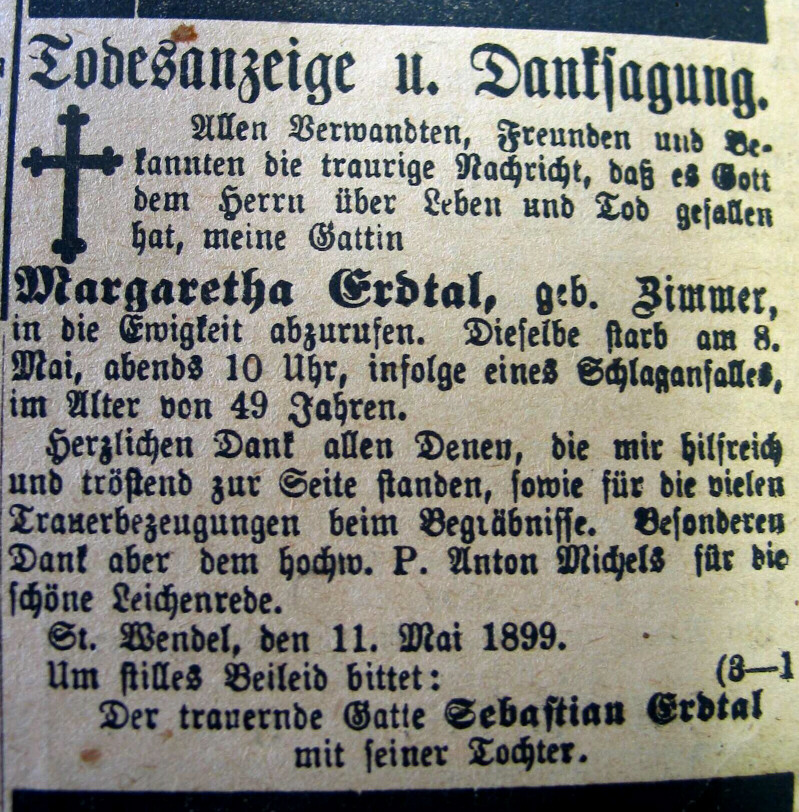 Todesanzeige u. Danksagung.
Allen Verwandten, Freunden und Be-
kannten die traurige Nachricht, daß es Gott
dem Herrn über Leben und Tod gefallen
hat, meine Gattin
Margaretha Erdtal, geb. Zimmer,
in die Ewigkeit abzurufen. Dieselbe starb am 8.
Mai, abends 10 Uhr, infolge eines Schlaganfalles,
im Alter von 49 Jahren.
Herzlichen Dank allen Denen, die mir hilfreich
und tröstend zur Seite standen, sowie für die vielen
Trauerbezeugungen beim Begräbnisse. Besonderen
Dank aber dem hochw. P. Anton Michels für die
schöne Leichenrede.
St. Wendel, den 11. Mai 1899.
Um stilles Beileid bittet: (3—1
Der trauernde Gatte Sebastian Erdtal
mit seiner Tochter.